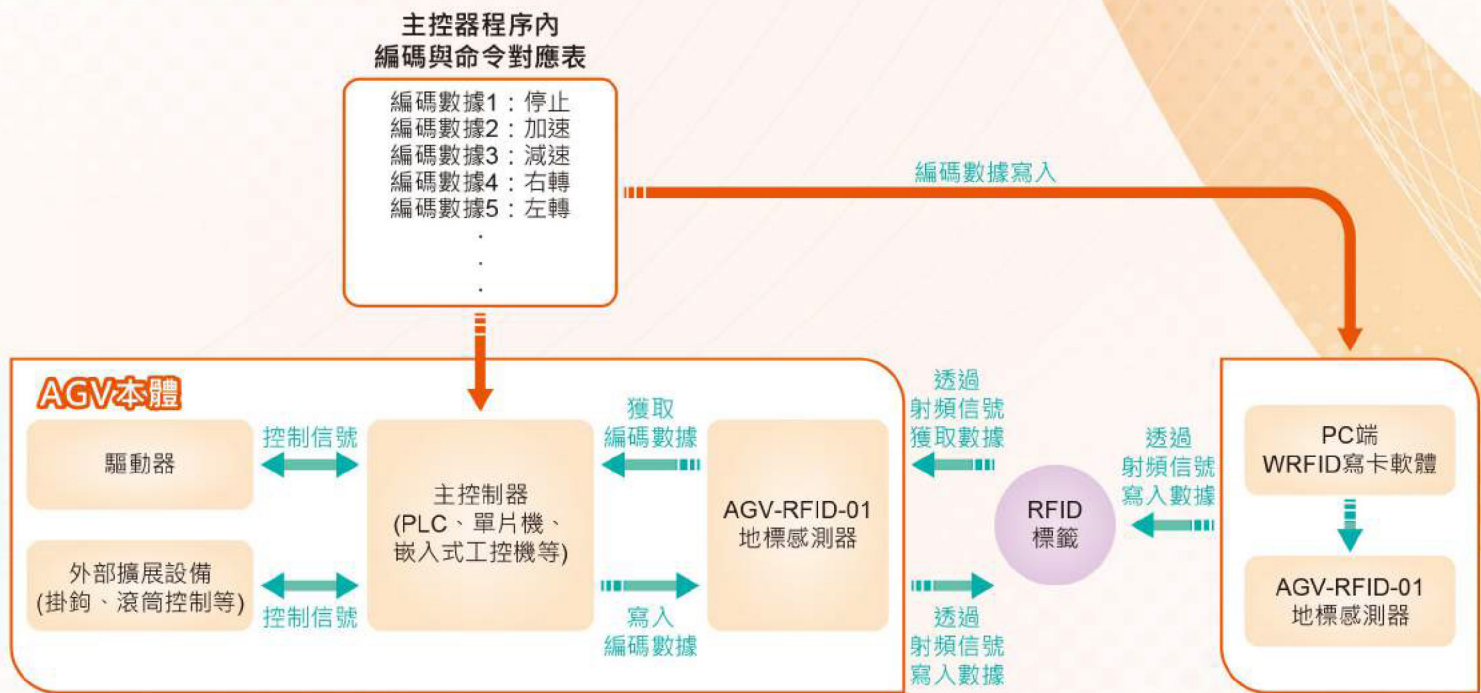 主控器程序內
編碼與命令對應表
編碼數據1：停止
編碼數據2：加速
編碼數據3：減速
編碼數據4：右轉
編碼數據5：左轉
.
.
.
編碼數據寫入
AGV本體
驅動器
控制信號
外部擴展設備
(掛鉤、滾筒控制等)
控制信號
主控制器
(PLC、單片機、
嵌入式工控機等)
獲取
編碼數據
寫入
編碼數據
AGV-RFID-01
地標感測器
透過
射頻信號
獲取數據
透過
射頻信號
寫入數據
RFID
標籤
透過
射頻信號
寫入數據
PC端
WRFID寫卡軟體
AGV-RFID-01
地標感測器